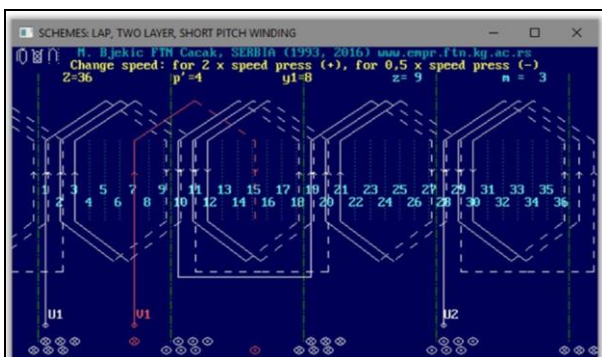 SCHEMES: LAP, TWO LAYER, SHORT PITCH WINDING
M. Bjekic FTN Cacak, SERBIA (1993, 2016) www.empr.ftn.kg.ac.rs
Change speed: for 2 x speed press (+), for 0,5 x speed press (-)
Z=36 p'=4 y1=8 z= 9 m = 3
1 3 5 7 9 11 13 15 17 19 21 23 25 27 29 31 33 35
2 4 6 8 10 12 14 16 18 20 22 24 26 28 30 32 34 36
U1 V1 U2